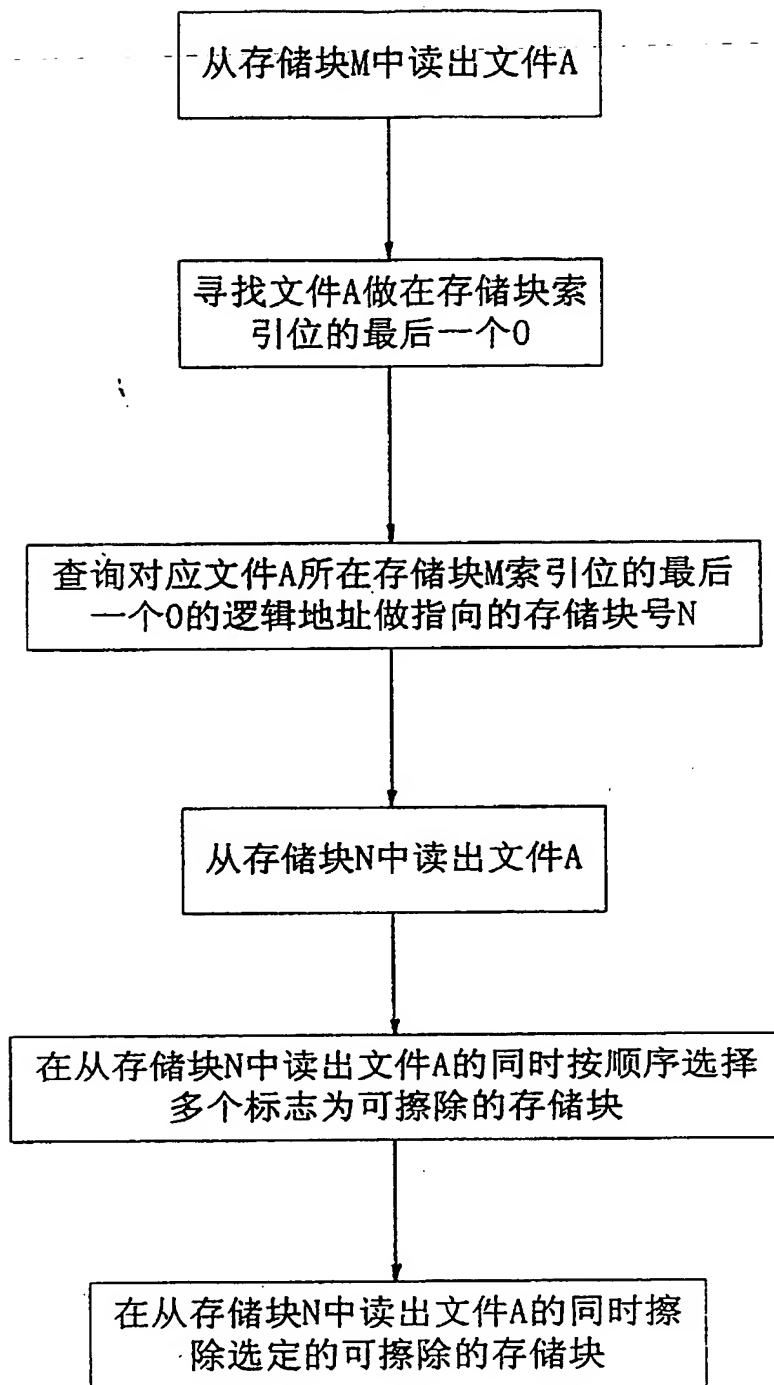 从存储块M中读出文件A
寻找文件A做在存储块索
引位的最后一个0
查询对应文件A所在存储块M索引位的最后
一个0的逻辑地址做指向的存储块号N
从存储块N中读出文件A
在从存储块N中读出文件A的同时按顺序选择
多个标志为可擦除的存储块
在从存储块N中读出文件A的同时擦
除选定的可擦除的存储块